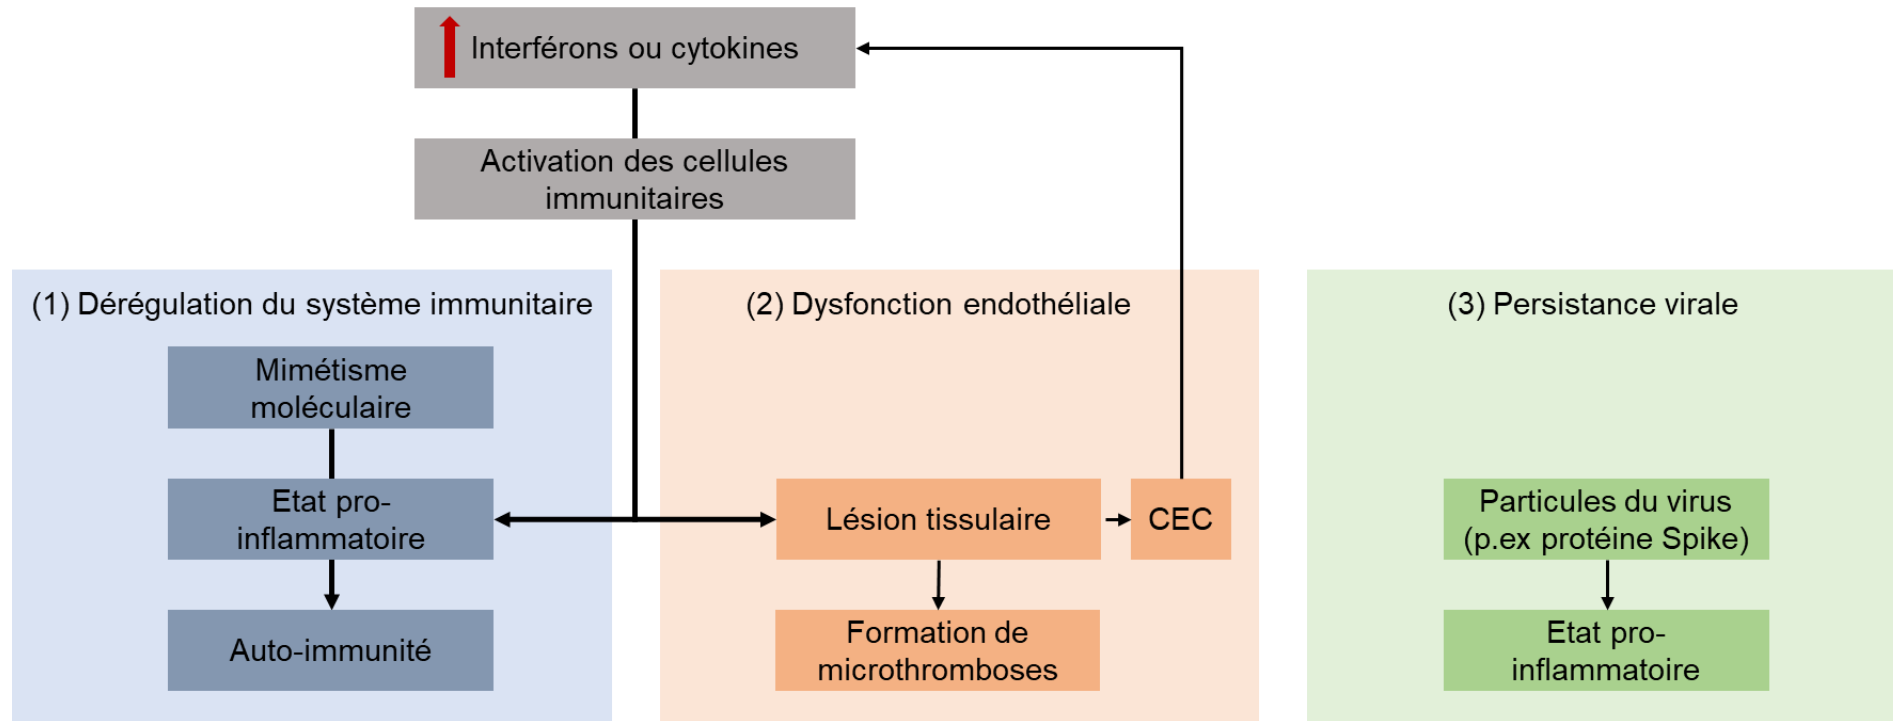 Interférons ou cytokines
Activation des cellules
immunitaires
(1) Dérégulation du système immunitaire
Mimétisme
moléculaire
Etat pro-
inflammatoire
Auto-immunité
(2) Dysfonction endothéliale
Lésion tissulaire
CEC
Formation de
microthromboses
(3) Persistance virale
Particules du virus
(p.ex protéine Spike)
Etat pro-
inflammatoire